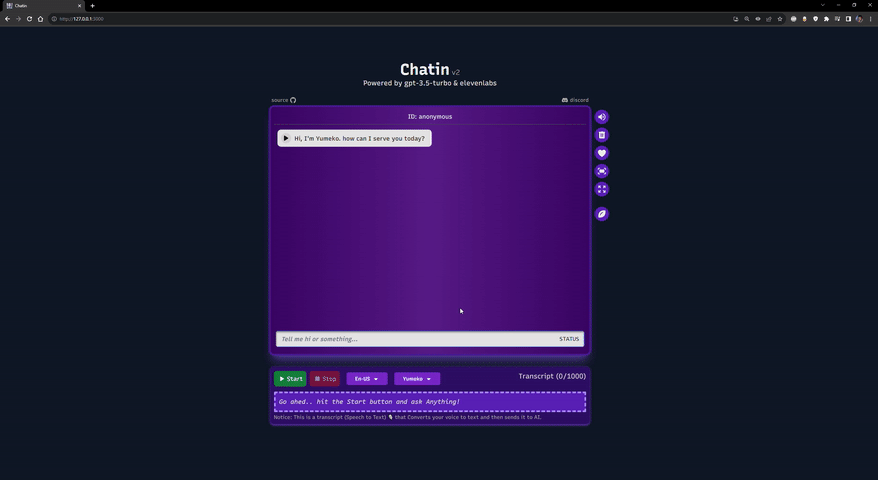 Chatin
http://127.0.0.1:3000
Chatin v2
Powered by gpt-3.5-turbo & elevenlabs
source
discord
ID: anonymous
Hi, I'm Yumeko. how can I serve you today?
Tell me hi or something...
STATUS
Start
Stop
En-US
Yumeko
Transcript (0/1000)
Go ahed.. hit the Start button and ask Anything!
Notice: This is a transcript (Speech to Text) that Converts your voice to text and then sends it to AI.